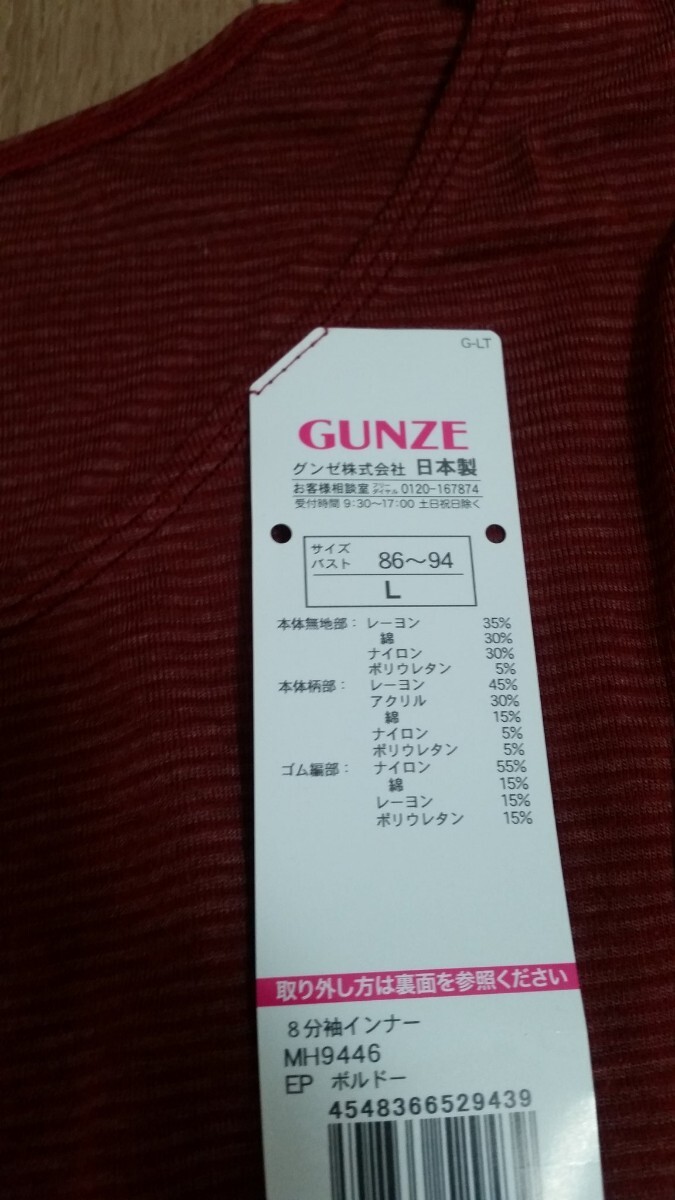 G-LT
GUNZE
グンゼ株式会社 日本製
お客様相談室 フリーダイヤル 0120-167874
受付時間 9:30〜17:00 土日祝日除く
サイズ
バスト 86〜94
L
本体無地部: レーヨン 35%
綿 30%
ナイロン 30%
ポリウレタン 5%
本体柄部: レーヨン 45%
アクリル 30%
綿 15%
ナイロン 5%
ポリウレタン 5%
ゴム編部: ナイロン 55%
綿 15%
レーヨン 15%
ポリウレタン 15%
取り外し方は裏面を参照ください
8分袖インナー
MH9446
EP ボルドー
4548366529439